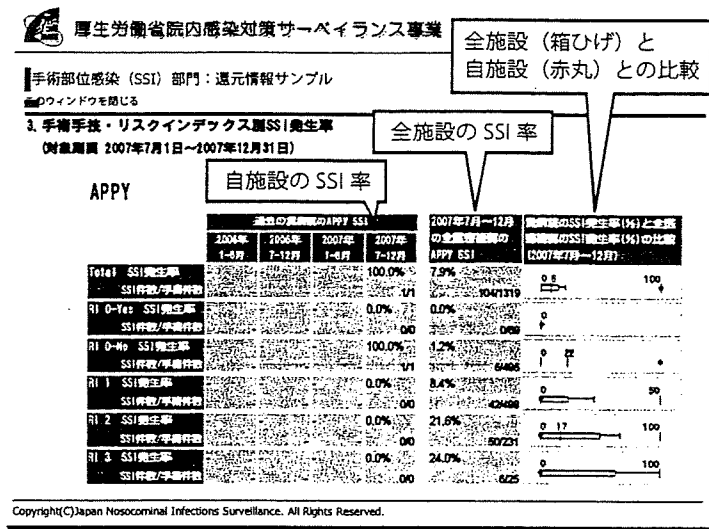 厚生労働省院内感染対策サーベイランス事業
全施設（箱ひげ）と
自施設（赤丸）との比較
手術部位感染（SSI）部門：還元情報サンプル
ウィンドウを閉じる
3. 手術手技・リスクインデックス別SSI発生率
(対象期間 2007年7月1日〜2007年12月31日)
全施設の SSI 率
自施設の SSI 率
APPY
APPY SSI
2007年7月〜12月
APPY SSI
SSI発生率(%)と全
SSI発生率(%)の比較
(2007年7月〜12月)
1-6月 7-12月 1-6月 7-12月
2007年 2007年
Total SSI発生率 100.0% 7.9%
SSI件数/手術件数 1/1 104/1319
0 6 100
RI 0-Yes SSI発生率 0.0% 0.0%
SSI件数/手術件数 0/0 0/69
0
RI 0-No SSI発生率 100.0% 1.2%
SSI件数/手術件数 1/1 6/495
0 22
RI 1 SSI発生率 0.0% 8.4%
SSI件数/手術件数 0/0 42/499
0 50
RI 2 SSI発生率 0.0% 21.6%
SSI件数/手術件数 0/0 50/231
0 17 100
RI 3 SSI発生率 0.0% 24.0%
SSI件数/手術件数 0/0 6/25
0 100
Copyright(C)Japan Nosocominal Infections Surveillance. All Rights Reserved.